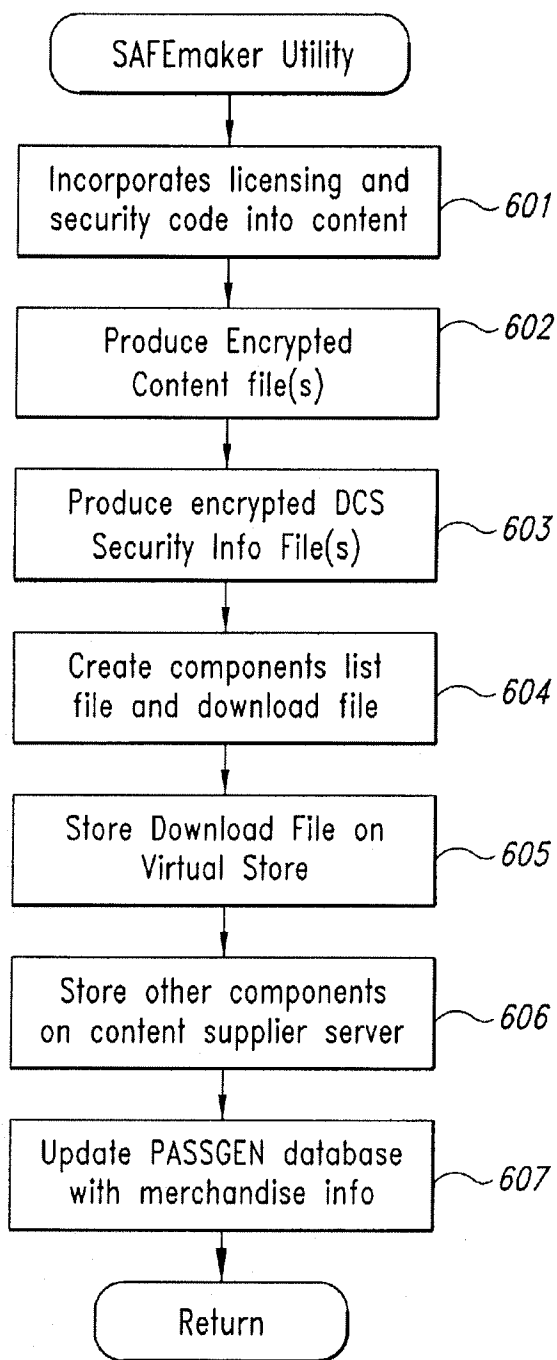 SAFEmaker Utility
Incorporates licensing and
security code into content
601
Produce Encrypted
Content file(s)
602
Produce encrypted DCS
Security Info File(s)
603
Create components list
file and download file
604
Store Download File on
Virtual Store
605
Store other components
on content supplier server
606
Update PASSGEN database
with merchandise info
607
Return